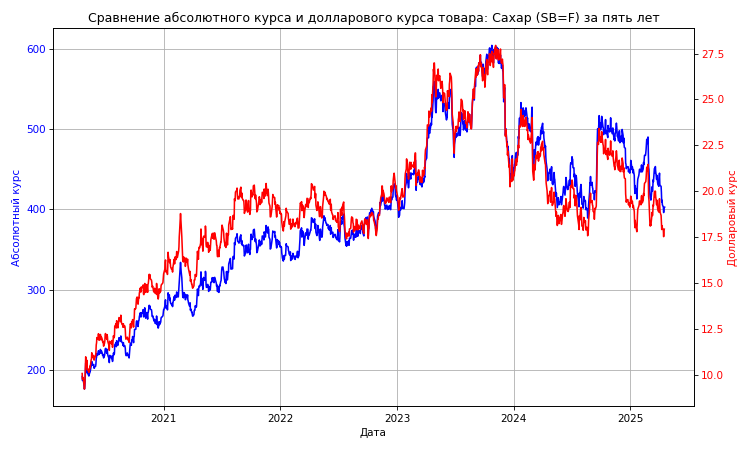 Сравнение абсолютного курса и долларового курса товара: Сахар (SB=F) за пять лет
600
500
400
300
200
Абсолютный курс
27.5
25.0
22.5
20.0
17.5
15.0
12.5
10.0
Долларовый курс
2021 2022 2023 2024 2025
Дата